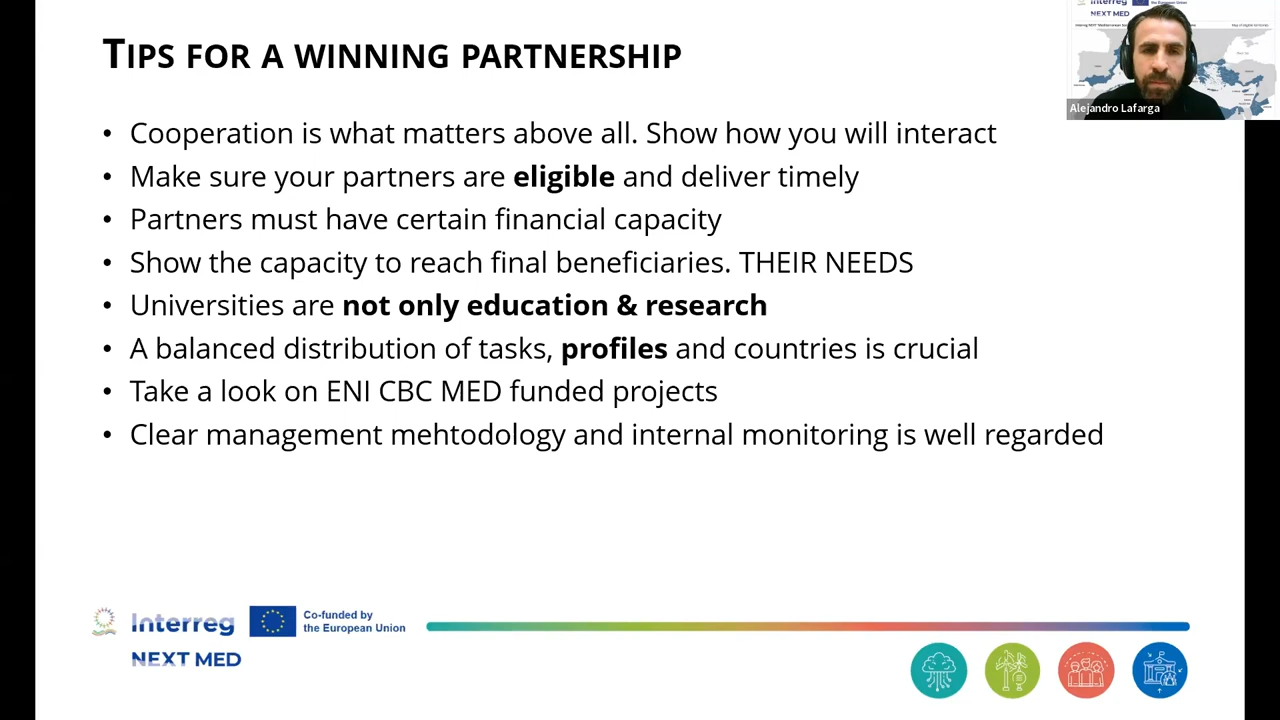 TIPS FOR A WINNING PARTNERSHIP
• Cooperation is what matters above all. Show how you will interact
• Make sure your partners are eligible and deliver timely
• Partners must have certain financial capacity
• Show the capacity to reach final beneficiaries. THEIR NEEDS
• Universities are not only education & research
• A balanced distribution of tasks, profiles and countries is crucial
• Take a look on ENI CBC MED funded projects
• Clear management mehtodology and internal monitoring is well regarded
Interreg
NEXT MED
Alejandro Lafarga
Interreg
Co-funded by
the European Union
NEXT MED